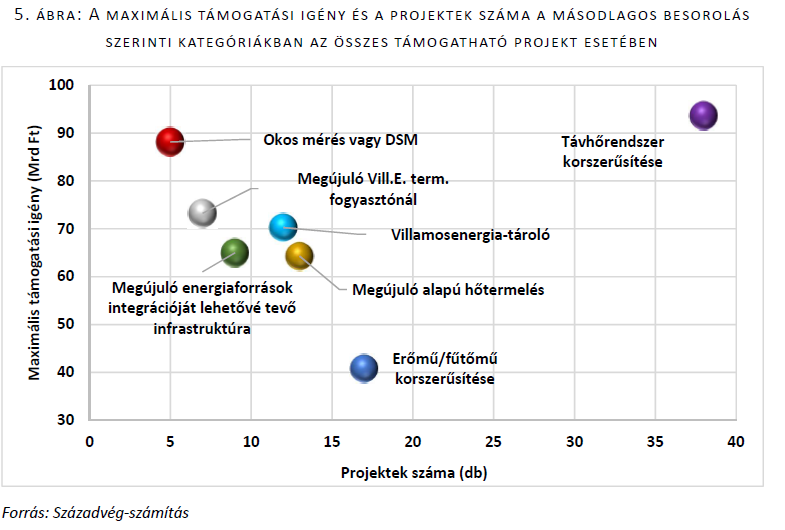 5. ÁBRA: A MAXIMÁLIS TÁMOGATÁSI IGÉNY ÉS A PROJEKTEK SZÁMA A MÁSODLAGOS BESOROLÁS
SZERINTI KATEGÓRIÁKBAN AZ ÖSSZES TÁMOGATHATÓ PROJEKT ESETÉBEN
Maximális támogatási igény (Mrd Ft)
100
90
80
70
60
50
40
30
Okos mérés vagy DSM
Távhőrendszer
korszerűsítése
Megújuló Vill.E. term.
fogyasztónál
Villamosenergia-tároló
Megújuló energiaforrások
integrációját lehetővé tevő
infrastruktúra
Megújuló alapú hőtermelés
Erőmű/fűtőmű
korszerűsítése
0 5 10 15 20 25 30 35 40
Projektek száma (db)
Forrás: Századvég-számítás